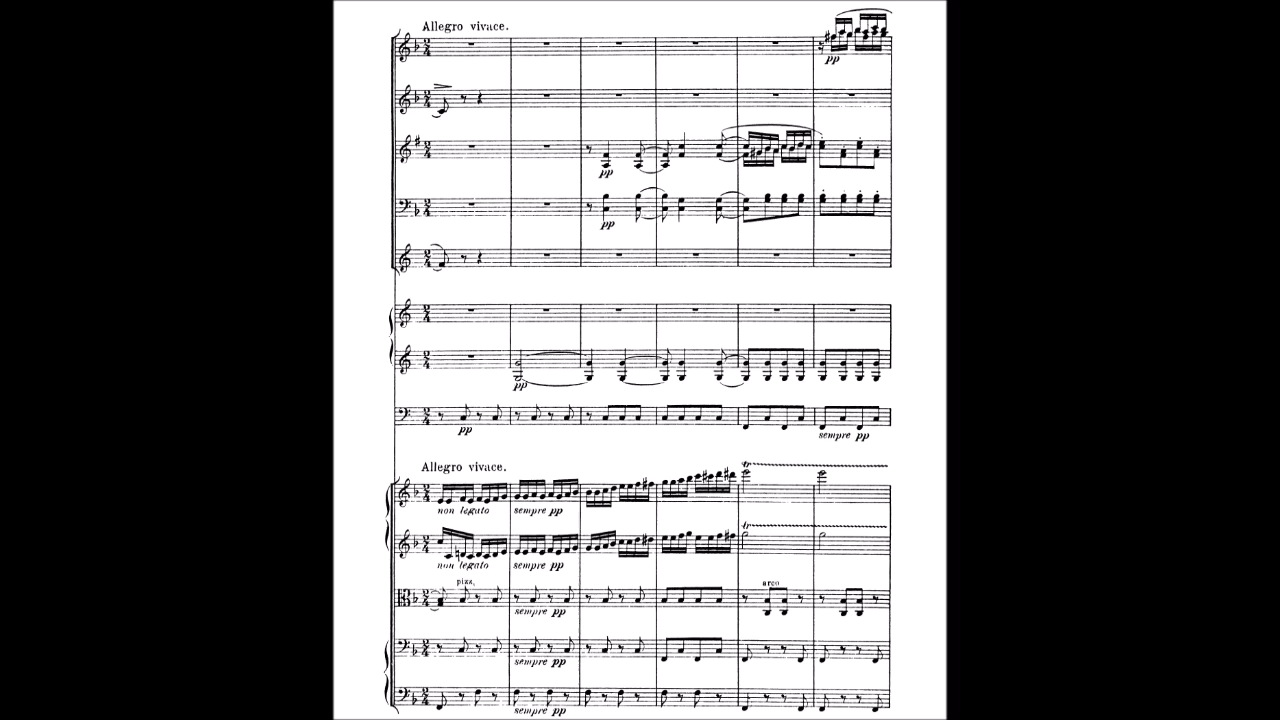 Allegro vivace.
pp
pp
pp
pp
pp
sempre pp
Allegro vivace.
non legato sempre pp
non legato sempre pp
pizz. arco
sempre pp
sempre pp
sempre pp